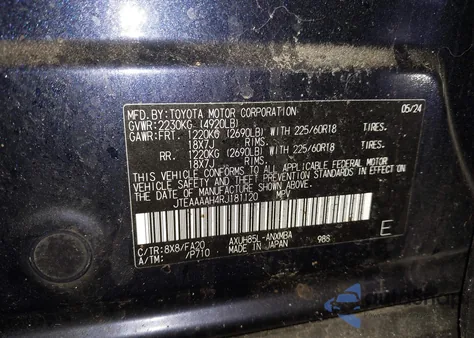 MFD.BY:TOYOTA MOTOR CORPORATION 05/24
GVWR:2230KG (4920LB)
GAWR:FRT. 1220KG (2690LB) WITH 225/60R18 TIRES.
18X7J RIMS.
RR. 1220KG (2690LB) WITH 225/60R18 TIRES.
18X7J RIMS.
THIS VEHICLE CONFORMS TO ALL APPLICABLE FEDERAL MOTOR
VEHICLE SAFETY AND BUMPER STANDARDS IN EFFECT ON
THE DATE OF MANUFACTURE SHOWN ABOVE.
JTEAAAAH4RJ181120 MPV
C/TR:8X8/FA20 AXUH85L-ANXMBA 98S
A/TM: /P710 MADE IN JAPAN E